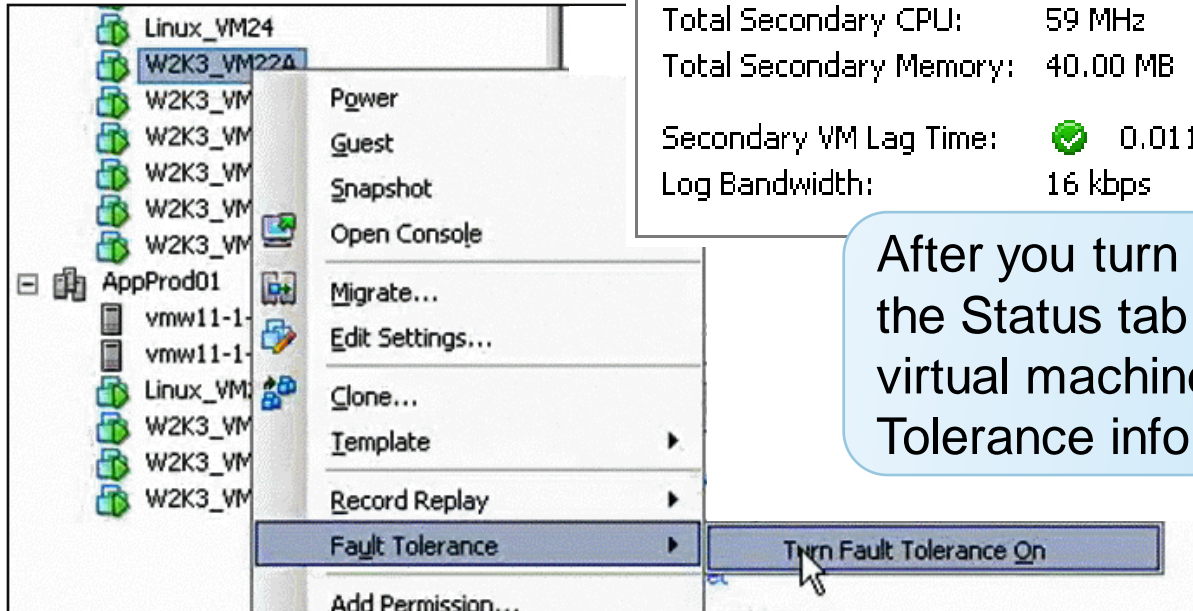 Linux_VM24
W2K3_VM22A
W2K3_VM
W2K3_VM
W2K3_VM
W2K3_VM
W2K3_VM
AppProd01
vmw11-1-
vmw11-1-
Linux_VM
W2K3_VM
W2K3_VM
W2K3_VM
Power
Guest
Snapshot
Open Console
Migrate...
Edit Settings...
Clone...
Template
Record Replay
Fault Tolerance
Add Permission...
Turn Fault Tolerance On
Total Secondary CPU: 59 MHz
Total Secondary Memory: 40.00 MB
Secondary VM Lag Time: 0.011
Log Bandwidth: 16 kbps
After you turn
the Status tab
virtual machine
Tolerance info